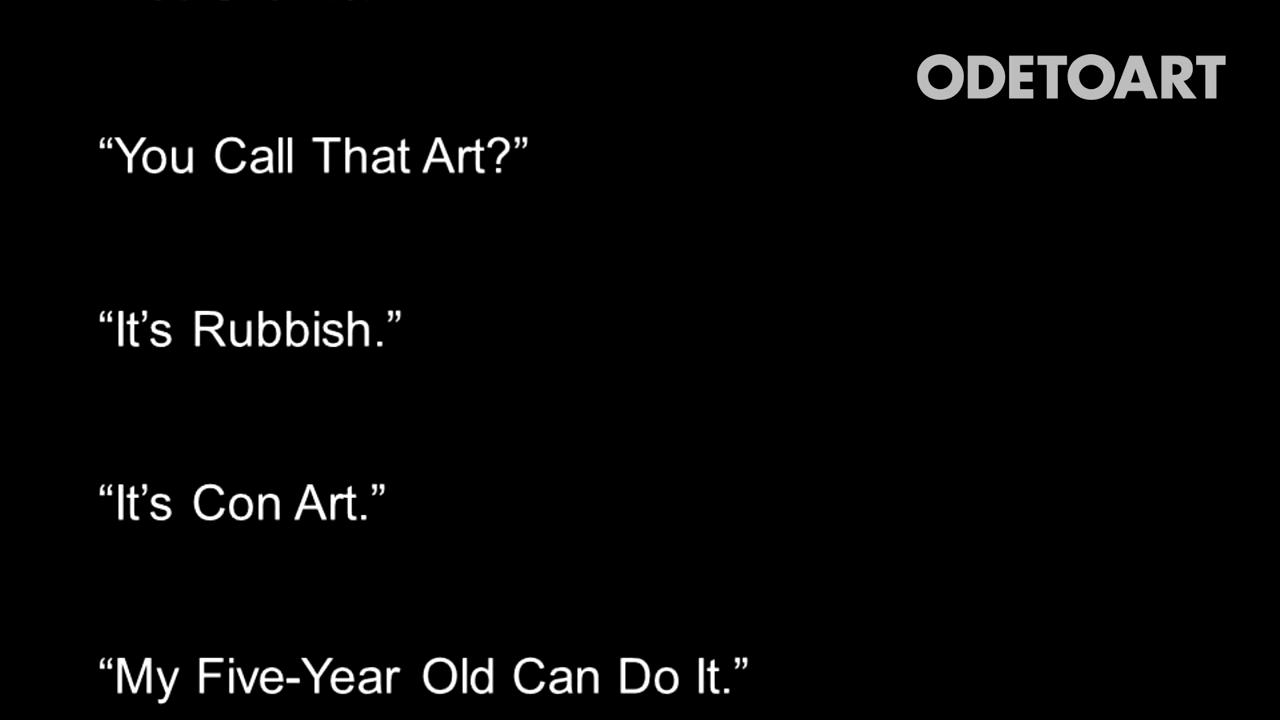 ODETOART
“You Call That Art?”
“It’s Rubbish.”
“It’s Con Art.”
“My Five-Year Old Can Do It.”